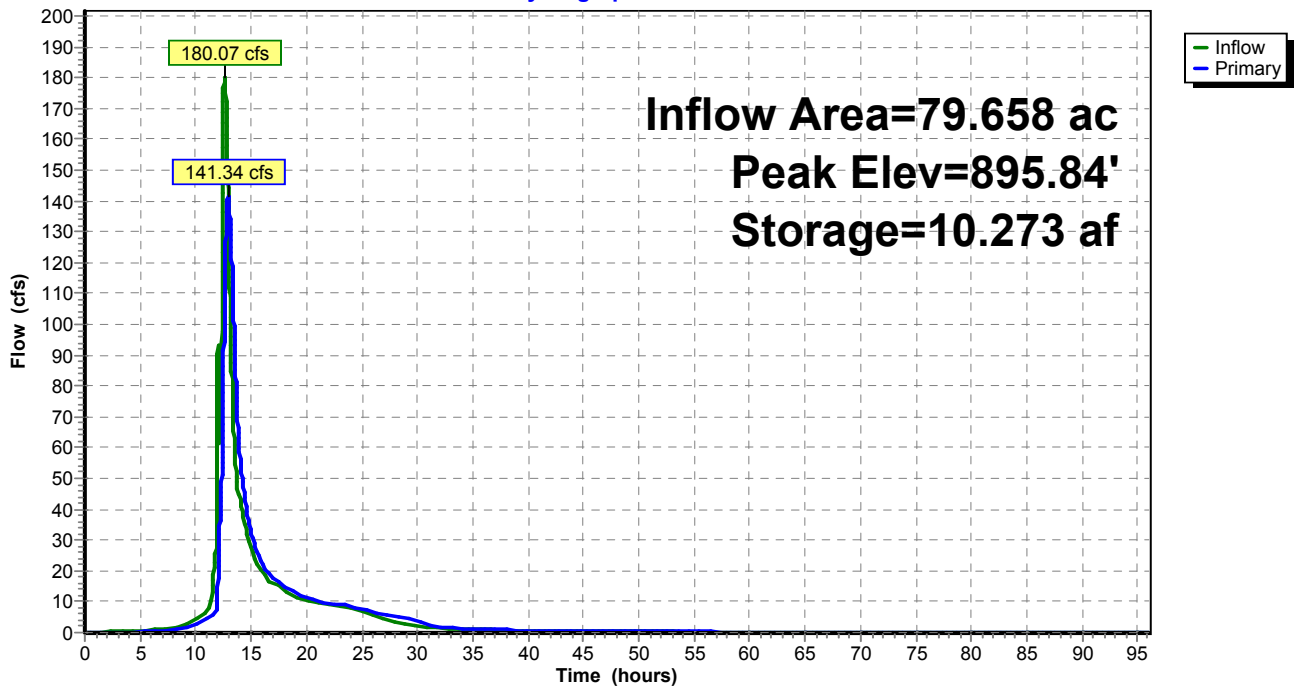 Inflow
Primary
180.07 cfs
141.34 cfs
Inflow Area=79.658 ac
Peak Elev=895.84'
Storage=10.273 af
Flow (cfs)
200
190
180
170
160
150
140
130
120
110
100
90
80
70
60
50
40
30
20
10
0
0 5 10 15 20 25 30 35 40 45 50 55 60 65 70 75 80 85 90 95
Time (hours)